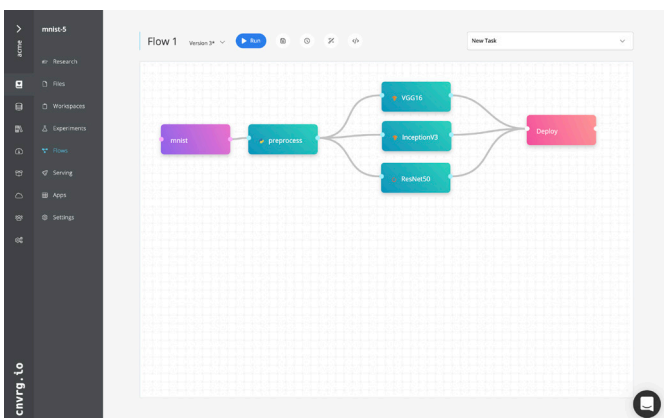 acme
cnvrg.io
mnist-5
Research
Files
Workspaces
Experiments
Flows
Serving
Apps
Settings
Flow 1 Version 3* Run New Task
mnist
preprocess
VGG16
InceptionV3
ResNet50
Deploy